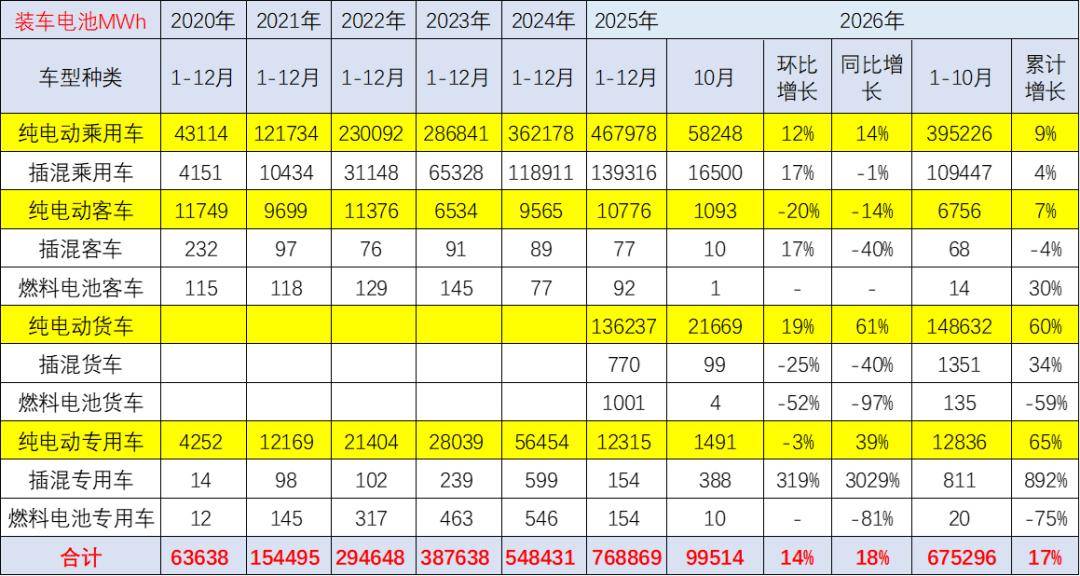 装车电池MWh 2020年 2021年 2022年 2023年 2024年 2025年 2026年
车型种类 1-12月 1-12月 1-12月 1-12月 1-12月 1-12月 10月 环比增长 同比增长 1-10月 累计增长
纯电动乘用车 43114 121734 230092 286841 362178 467978 58248 12% 14% 395226 9%
插混乘用车 4151 10434 31148 65328 118911 139316 16500 17% -1% 109447 4%
纯电动客车 11749 9699 11376 6534 9565 10776 1093 -20% -14% 6756 7%
插混客车 232 97 76 91 89 77 10 17% -40% 68 -4%
燃料电池客车 115 118 129 145 77 92 1 - - 14 30%
纯电动货车 136237 21669 19% 61% 148632 60%
插混货车 770 99 -25% -40% 1351 34%
燃料电池货车 1001 4 -52% -97% 135 -59%
纯电动专用车 4252 12169 21404 28039 56454 12315 1491 -3% 39% 12836 65%
插混专用车 14 98 102 239 599 154 388 319% 3029% 811 892%
燃料电池专用车 12 145 317 463 546 154 10 - -81% 20 -75%
合计 63638 154495 294648 387638 548431 768869 99514 14% 18% 675296 17%